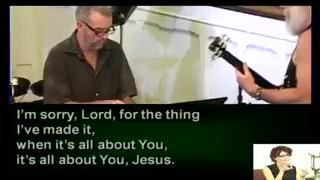 I'm sorry, Lord, for the thing
I've made it,
when it's all about You,
it's all about You, Jesus.